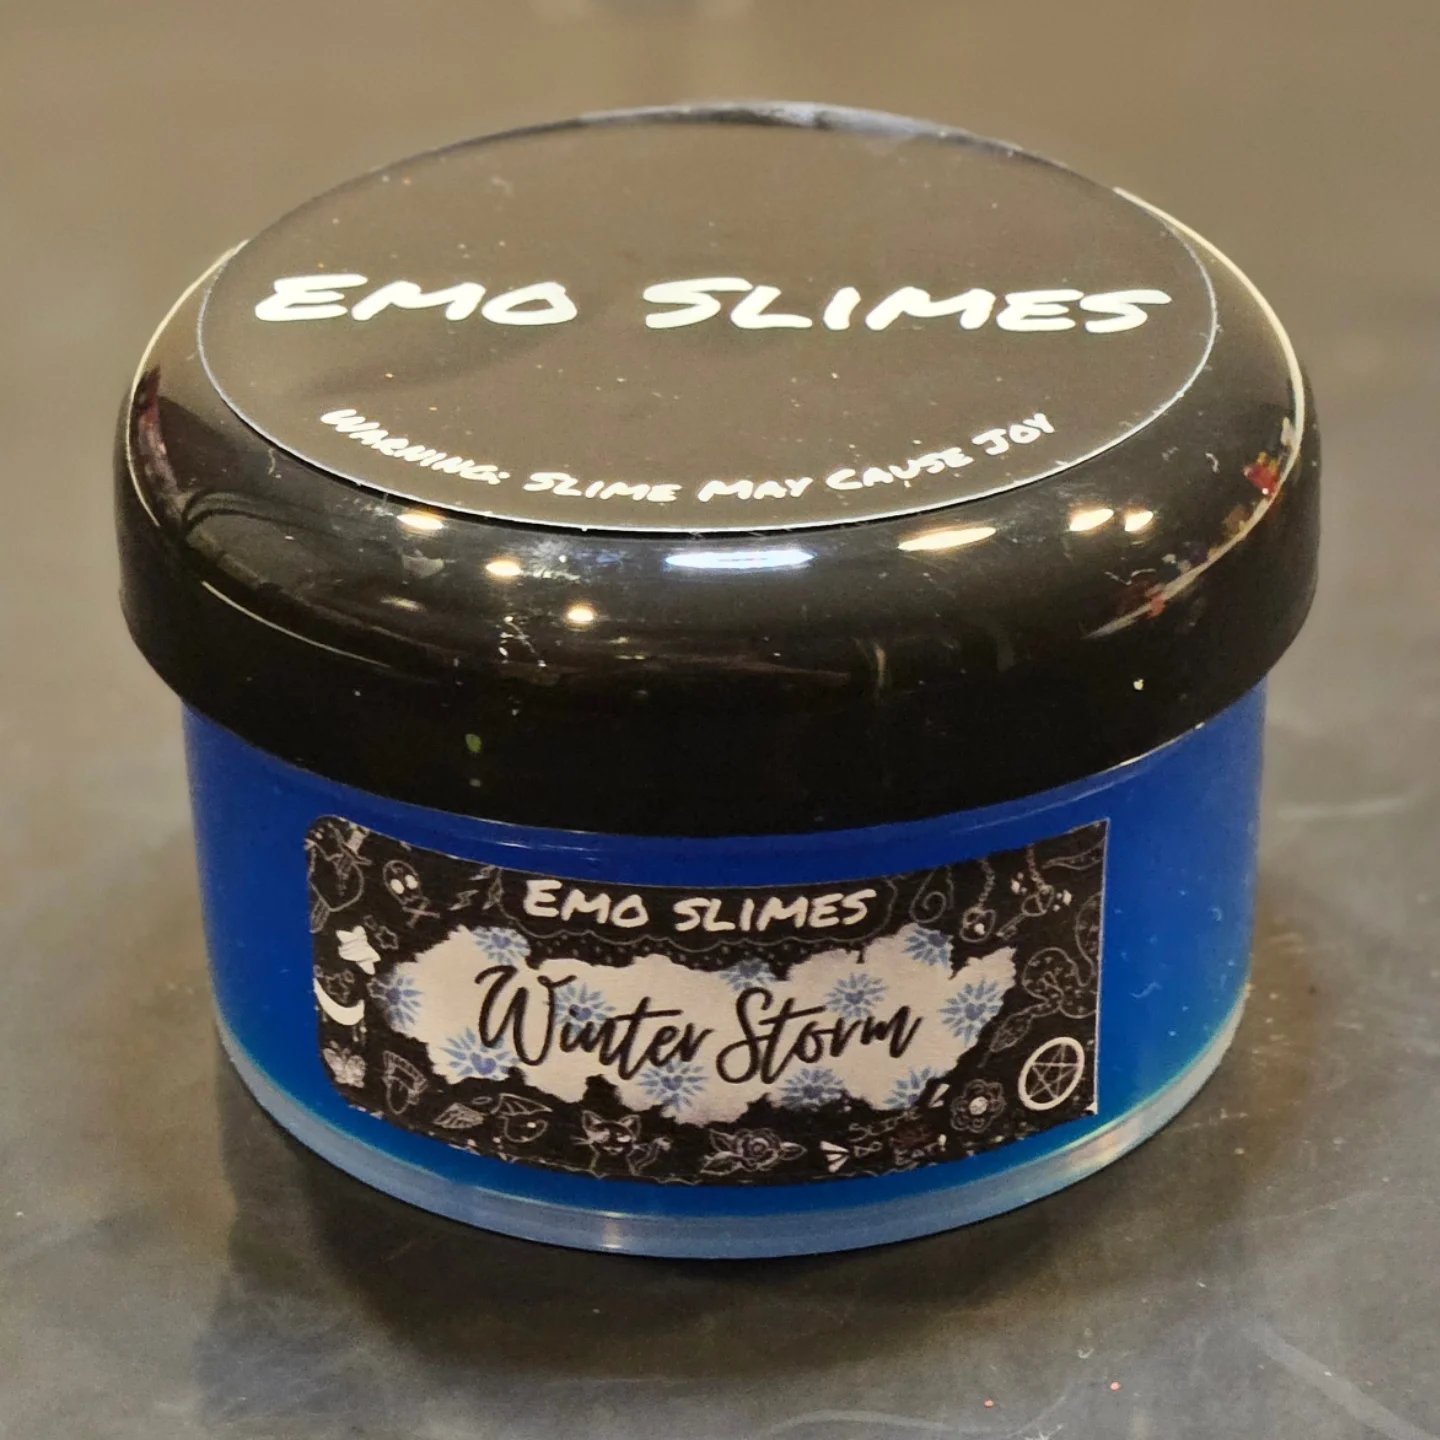 EMO SLIMES
WARNING: SLIME MAY CAUSE JOY
EMO SLIMES
Winter Storm